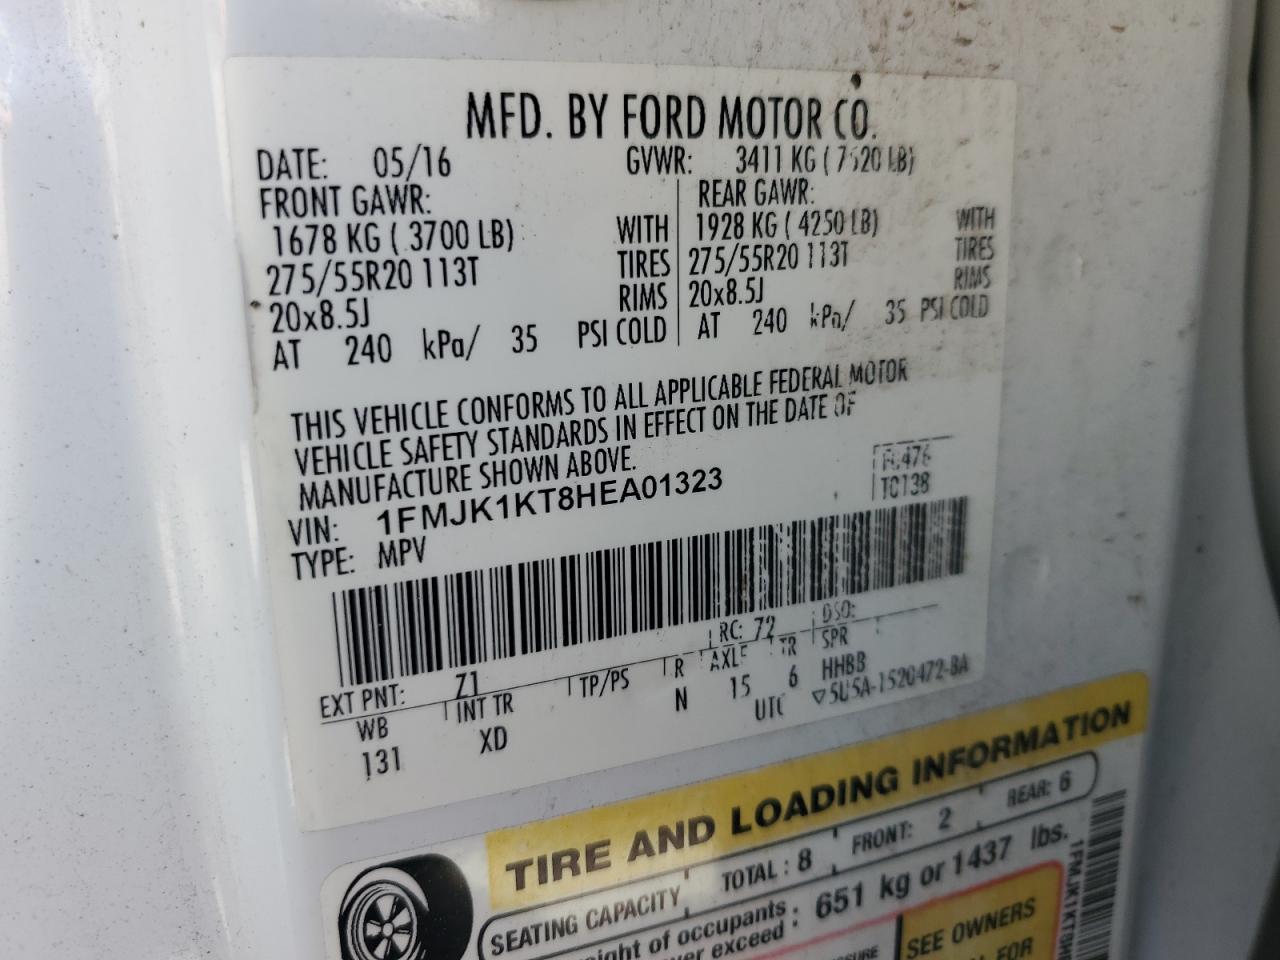 MFD. BY FORD MOTOR CO.
DATE: 05/16 GVWR: 3411 KG ( 7520 LB)
FRONT GAWR: REAR GAWR:
1678 KG ( 3700 LB) WITH 1928 KG ( 4250 LB) WITH
275/55R20 113T TIRES 275/55R20 113T TIRES
20x8.5J RIMS 20x8.5J RIMS
AT 240 kPa/ 35 PSI COLD AT 240 kPa/ 35 PSI COLD
THIS VEHICLE CONFORMS TO ALL APPLICABLE FEDERAL MOTOR
VEHICLE SAFETY STANDARDS IN EFFECT ON THE DATE OF
MANUFACTURE SHOWN ABOVE.
VIN: 1FMJK1KT8HEA01323
TYPE: MPV
TC138
RC: 72 DSO:
EXT PNT: Z1
WB INT TR TP/PS R AXLE TR SPR
131 XD N 15 6 HHBB
UTC ▽5U5A-1520472-BA
TIRE AND LOADING INFORMATION
SEATING CAPACITY TOTAL : 8 FRONT: 2 REAR: 6
ight of occupants : 651 kg or 1437 lbs.
ver exceed :
SEE OWNERS
FOR